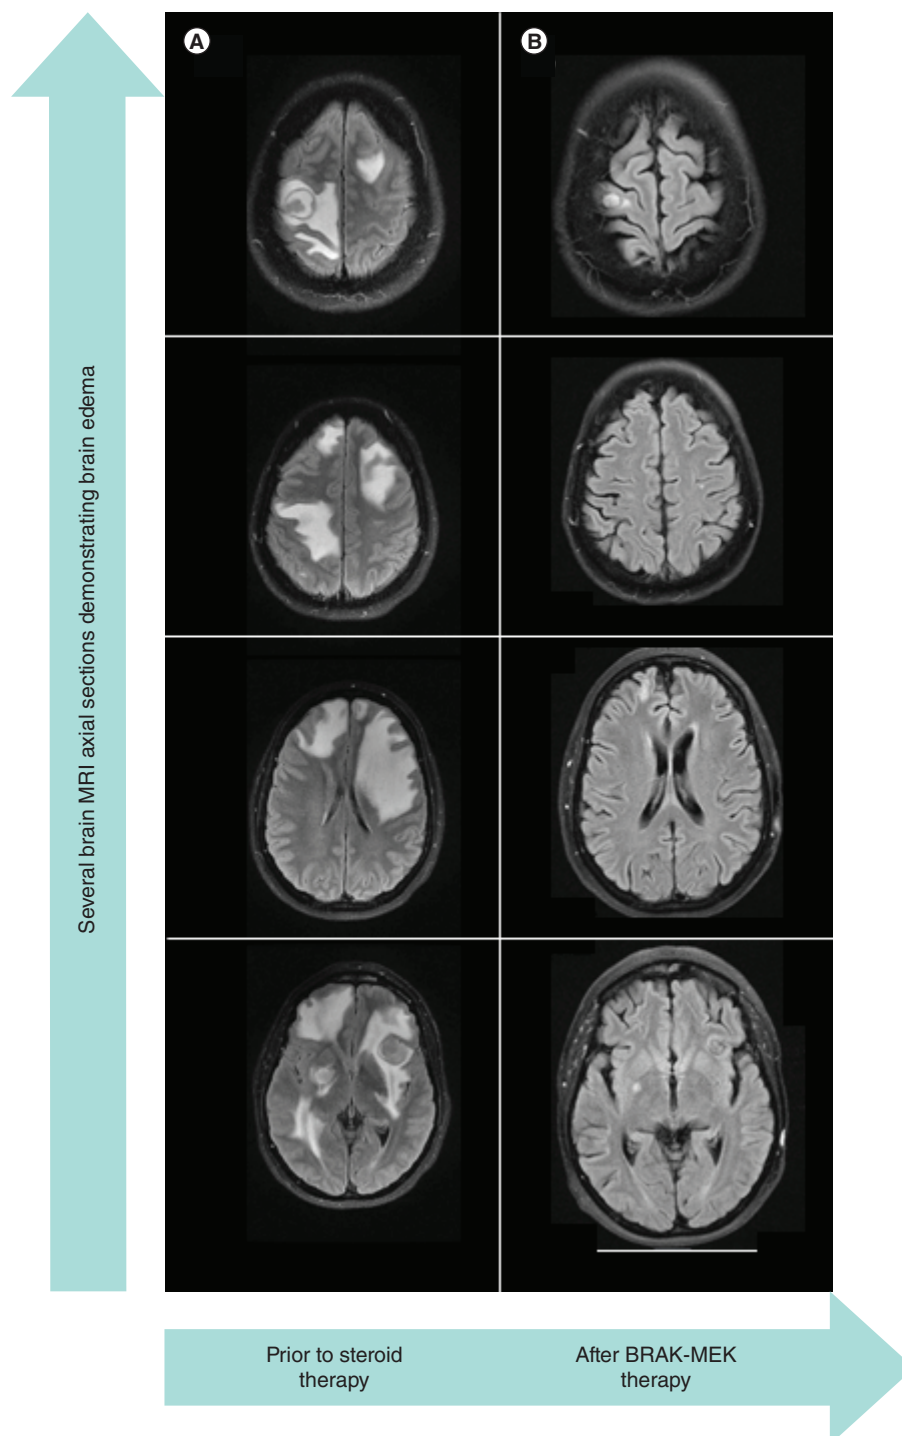 A
B
Several brain MRI axial sections demonstrating brain edema
Prior to steroid
therapy
After BRAK-MEK
therapy